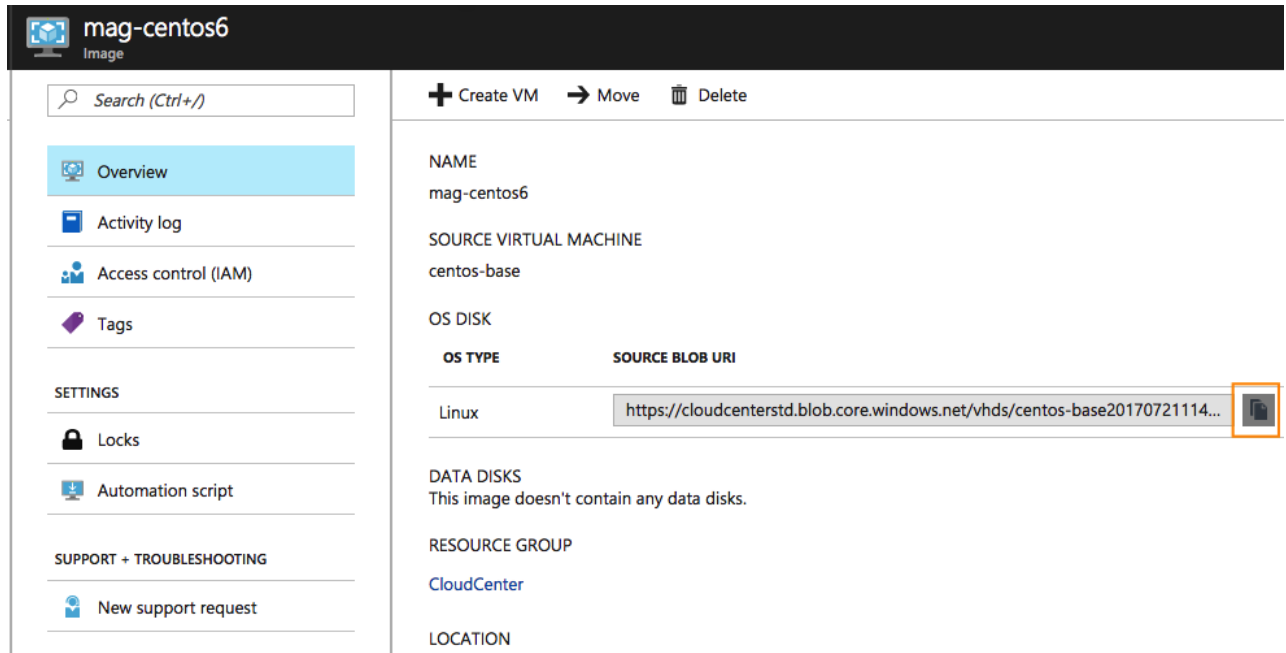 mag-centos6
Image
Search (Ctrl+/)
Overview
Activity log
Access control (IAM)
Tags
SETTINGS
Locks
Automation script
SUPPORT + TROUBLESHOOTING
New support request
Create VM Move Delete
NAME
mag-centos6
SOURCE VIRTUAL MACHINE
centos-base
OS DISK
OS TYPE SOURCE BLOB URI
Linux https://cloudcenterstd.blob.core.windows.net/vhds/centos-base20170721114...
DATA DISKS
This image doesn't contain any data disks.
RESOURCE GROUP
CloudCenter
LOCATION